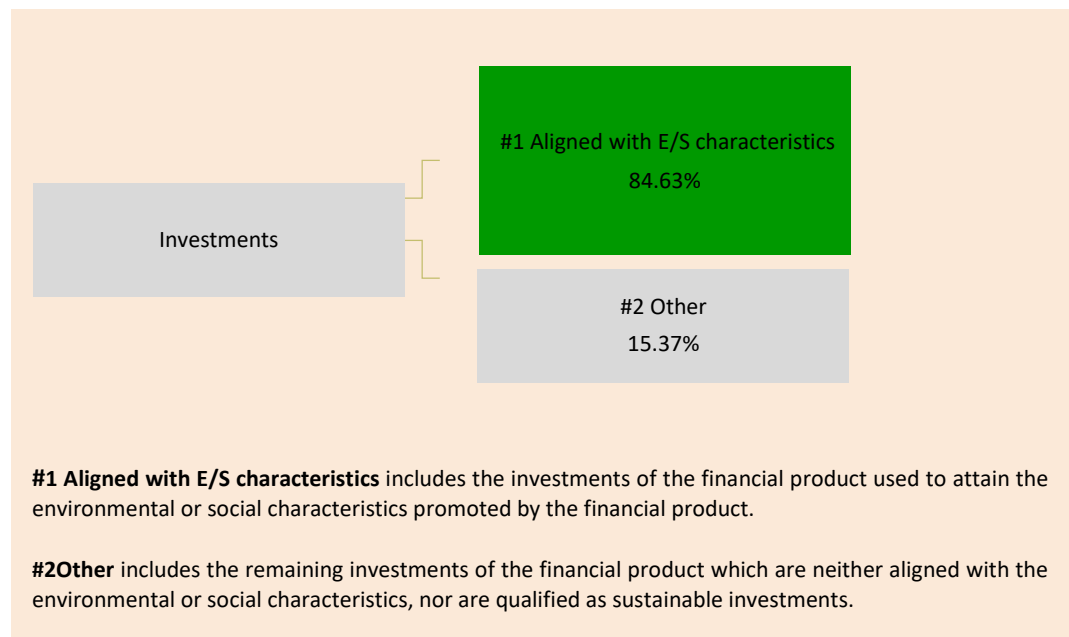 #1 Aligned with E/S characteristics
84.63%
Investments
#2 Other
15.37%
#1 Aligned with E/S characteristics includes the investments of the financial product used to attain the
environmental or social characteristics promoted by the financial product.
#2Other includes the remaining investments of the financial product which are neither aligned with the
environmental or social characteristics, nor are qualified as sustainable investments.